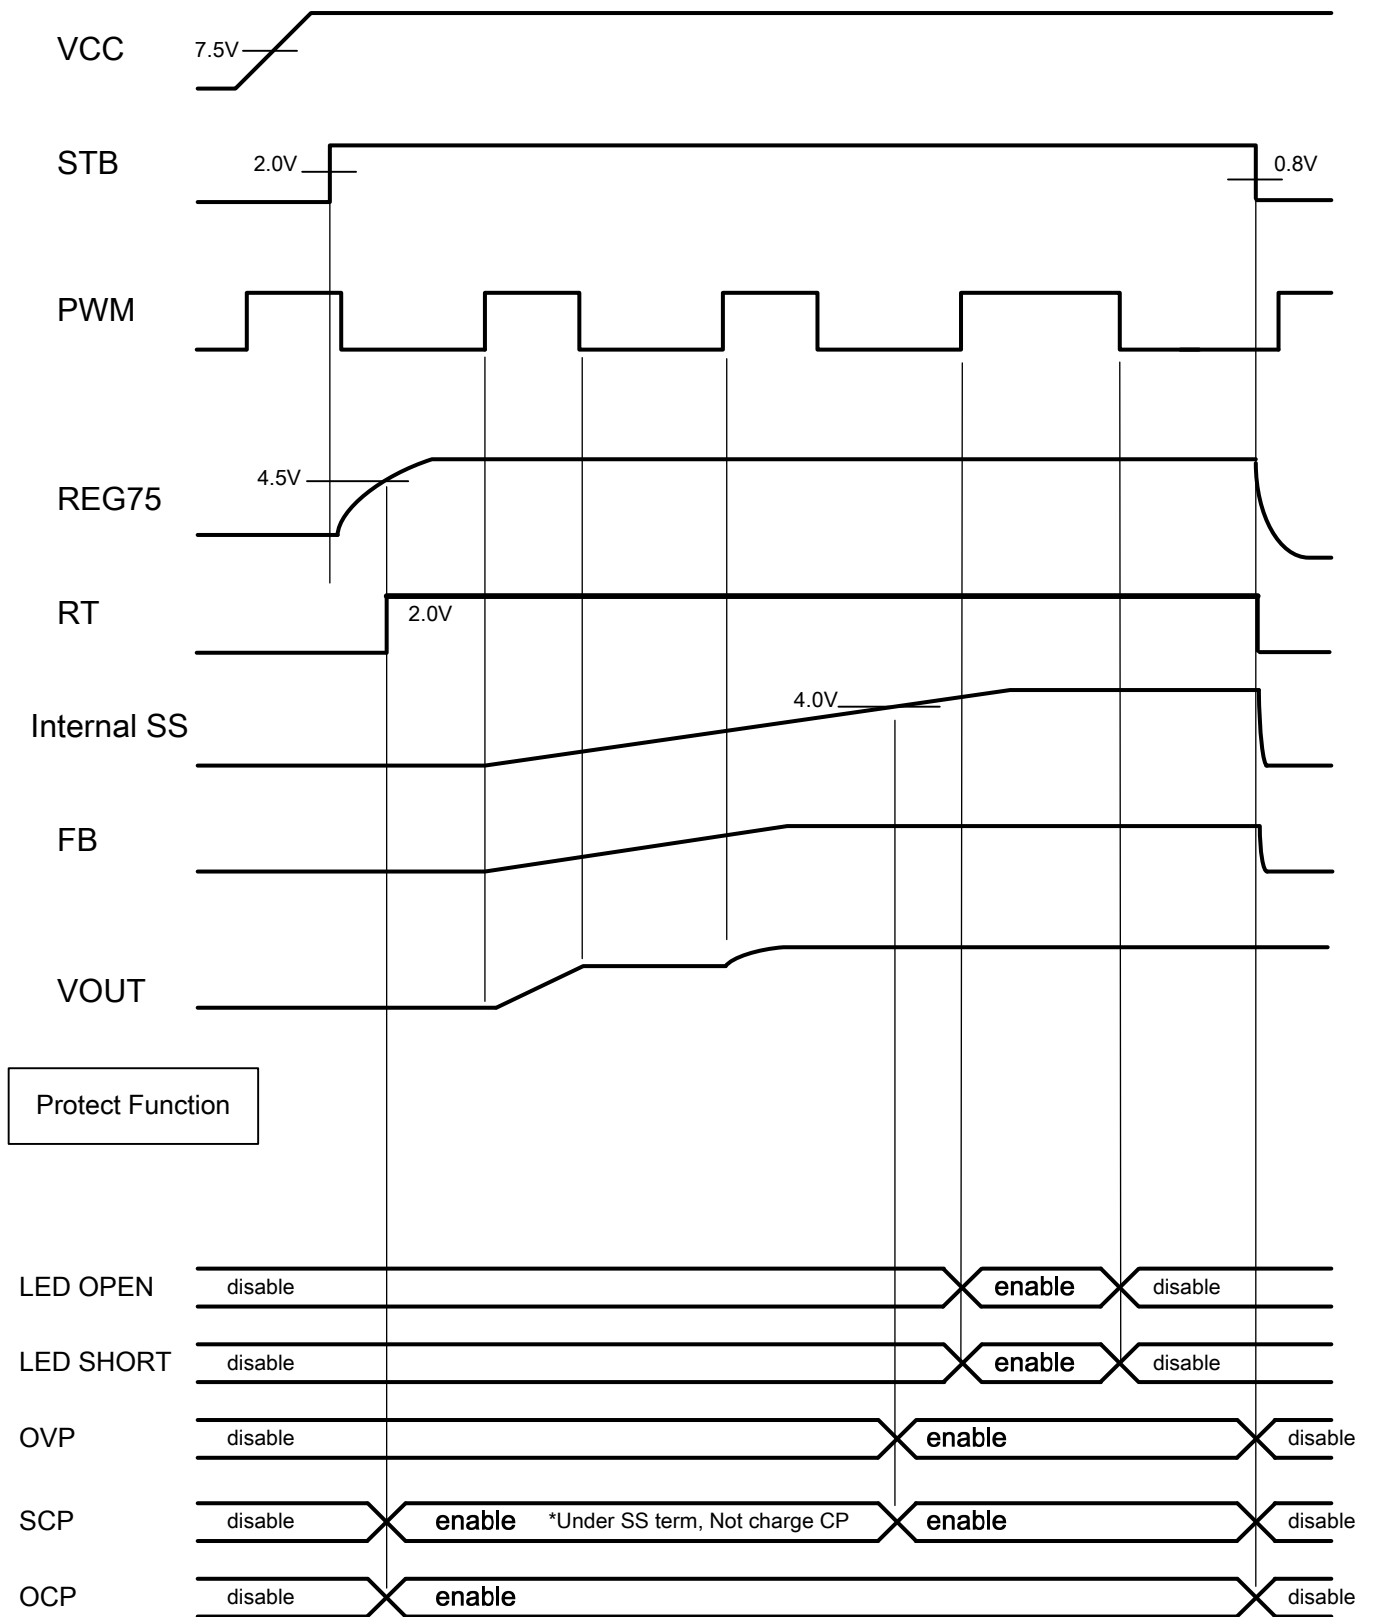 VCC
7.5V
STB
2.0V
0.8V
PWM
REG75
4.5V
RT
2.0V
Internal SS
4.0V
FB
VOUT
Protect Function
LED OPEN disable enable disable
LED SHORT disable enable disable
OVP disable enable disable
SCP disable enable *Under SS term, Not charge CP enable disable
OCP disable enable disable